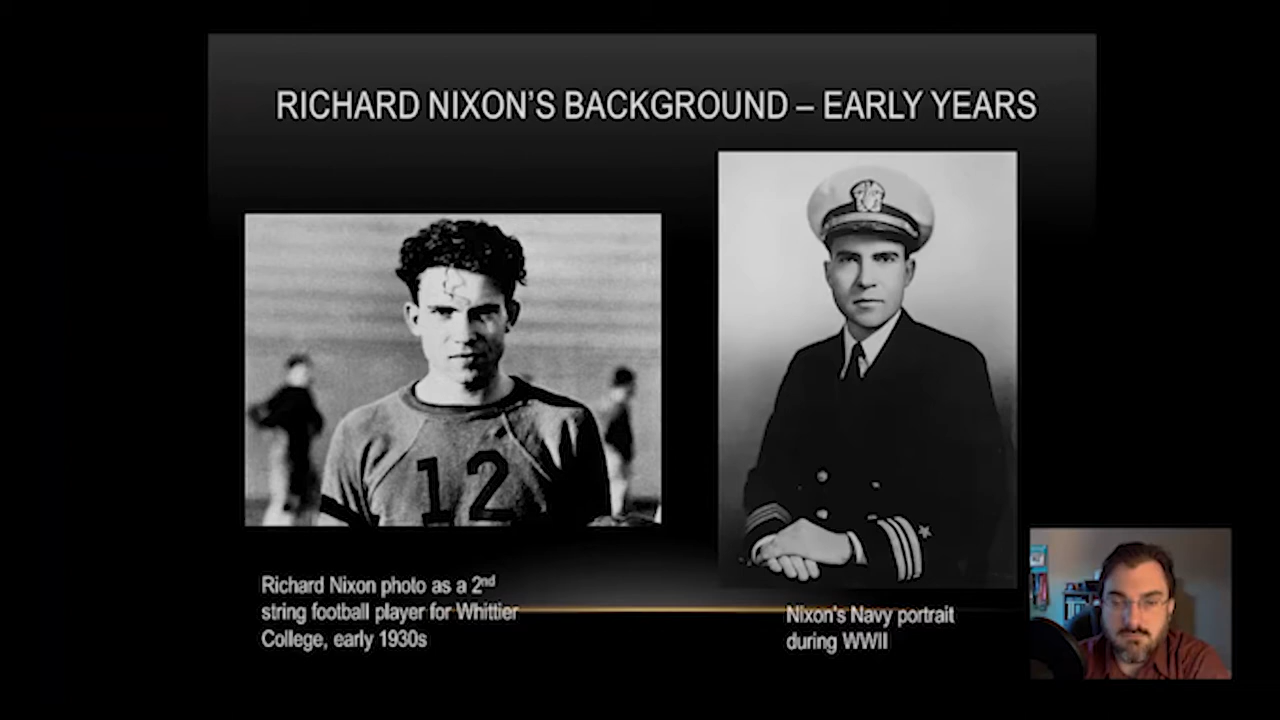 RICHARD NIXON'S BACKGROUND – EARLY YEARS
12
Richard Nixon photo as a 2nd
string football player for Whittier
College, early 1930s
Nixon's Navy portrait
during WWII